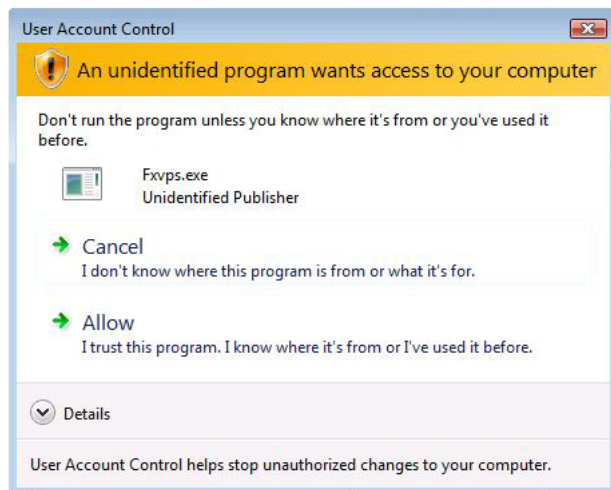 User Account Control
An unidentified program wants access to your computer
Don't run the program unless you know where it's from or you've used it
before.
Fxvps.exe
Unidentified Publisher
Cancel
I don't know where this program is from or what it's for.
Allow
I trust this program. I know where it's from or I've used it before.
Details
User Account Control helps stop unauthorized changes to your computer.